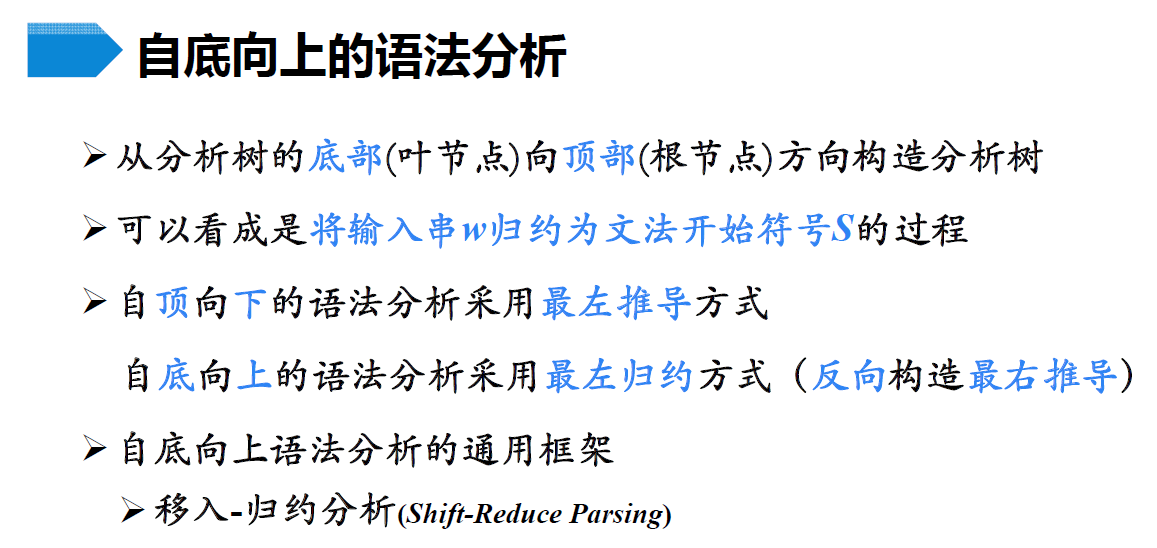 自底向上的语法分析
➢ 从分析树的底部(叶节点)向顶部(根节点)方向构造分析树
➢ 可以看成是将输入串w归约为文法开始符号S的过程
➢ 自顶向下的语法分析采用最左推导方式
自底向上的语法分析采用最左归约方式（反向构造最右推导）
➢ 自底向上语法分析的通用框架
➢ 移入-归约分析(Shift-Reduce Parsing)